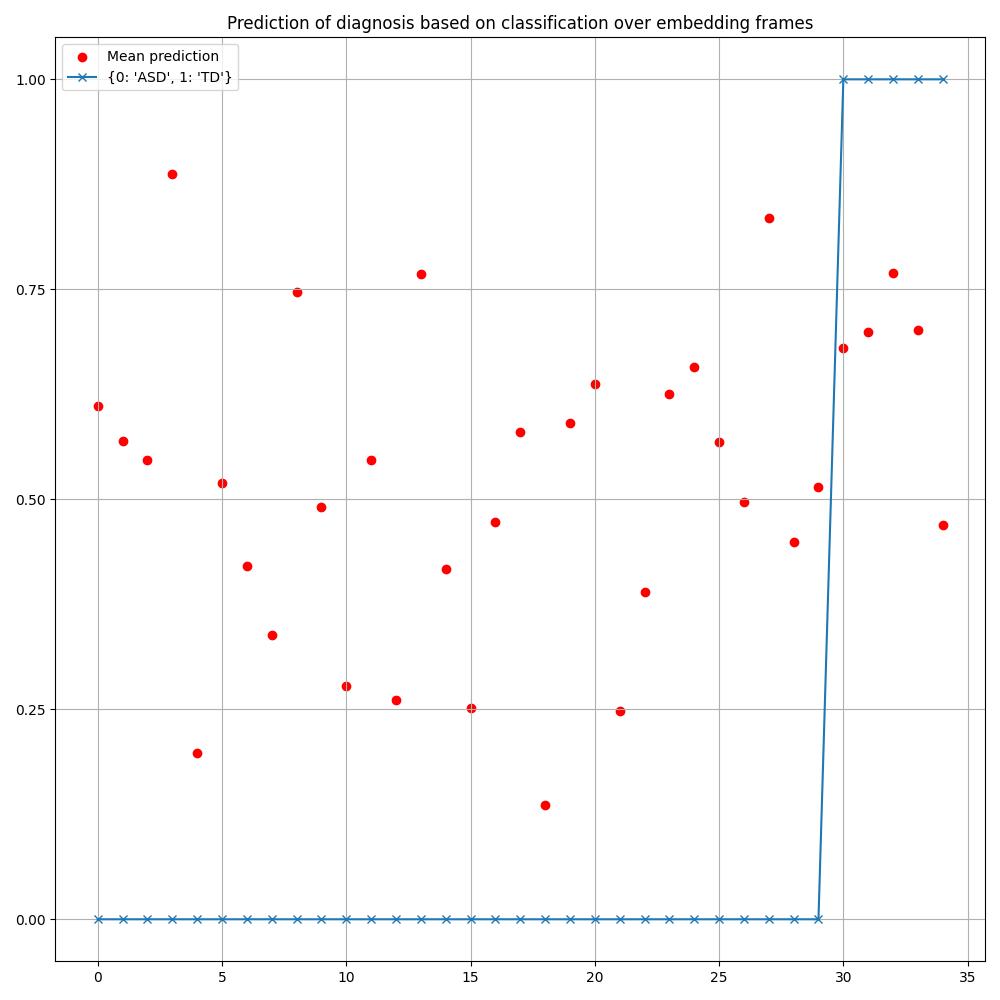 Prediction of diagnosis based on classification over embedding frames
Mean prediction
{0: 'ASD', 1: 'TD'}
1.00
0.75
0.50
0.25
0.00
0 5 10 15 20 25 30 35